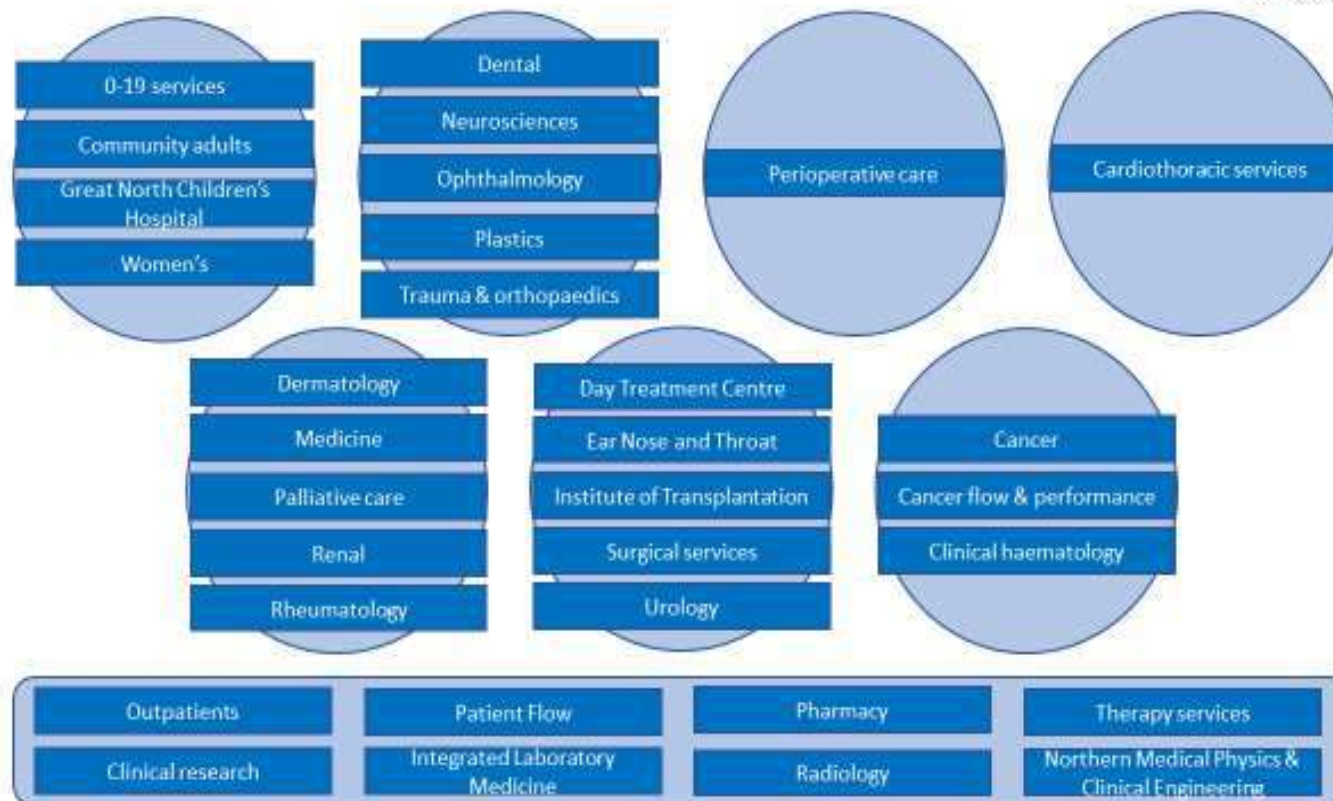 0-19 services
Community adults
Great North Children's
Hospital
Women's
Dental
Neurosciences
Ophthalmology
Plastics
Trauma & orthopaedics
Perioperative care
Cardiothoracic services
Dermatology
Medicine
Palliative care
Renal
Rheumatology
Day Treatment Centre
Ear Nose and Throat
Institute of Transplantation
Surgical services
Urology
Cancer
Cancer flow & performance
Clinical haematology
Outpatients
Patient Flow
Pharmacy
Therapy services
Clinical research
Integrated Laboratory
Medicine
Radiology
Northern Medical Physics &
Clinical Engineering